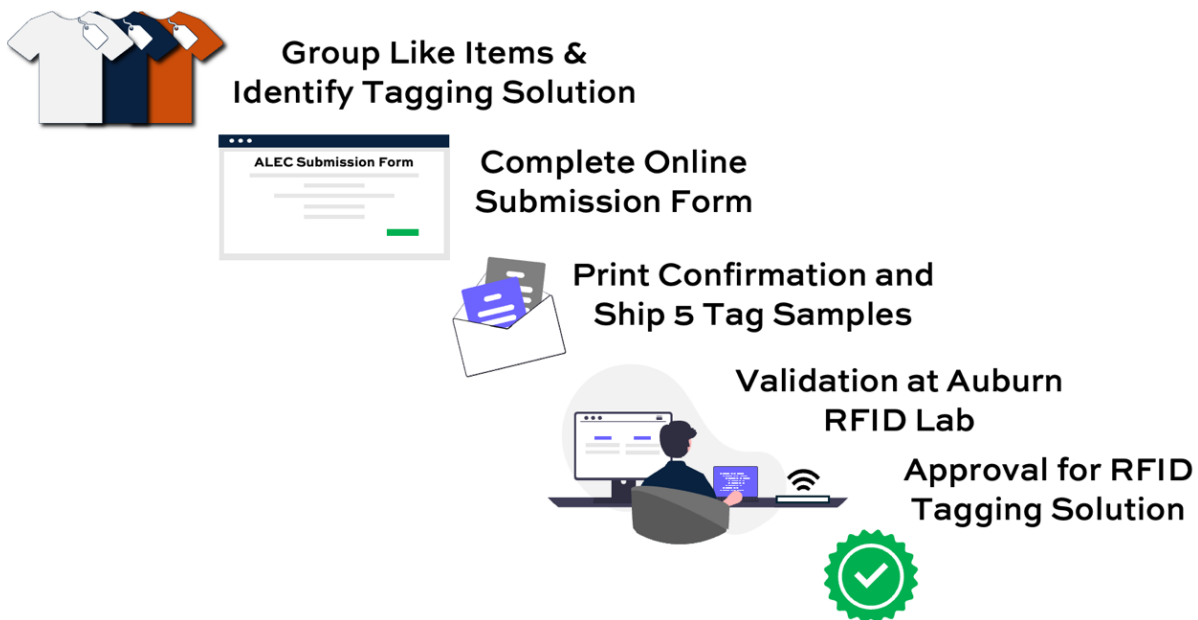 Group Like Items &
Identify Tagging Solution
ALEC Submission Form
Complete Online
Submission Form
Print Confirmation and
Ship 5 Tag Samples
Validation at Auburn
RFID Lab
Approval for RFID
Tagging Solution